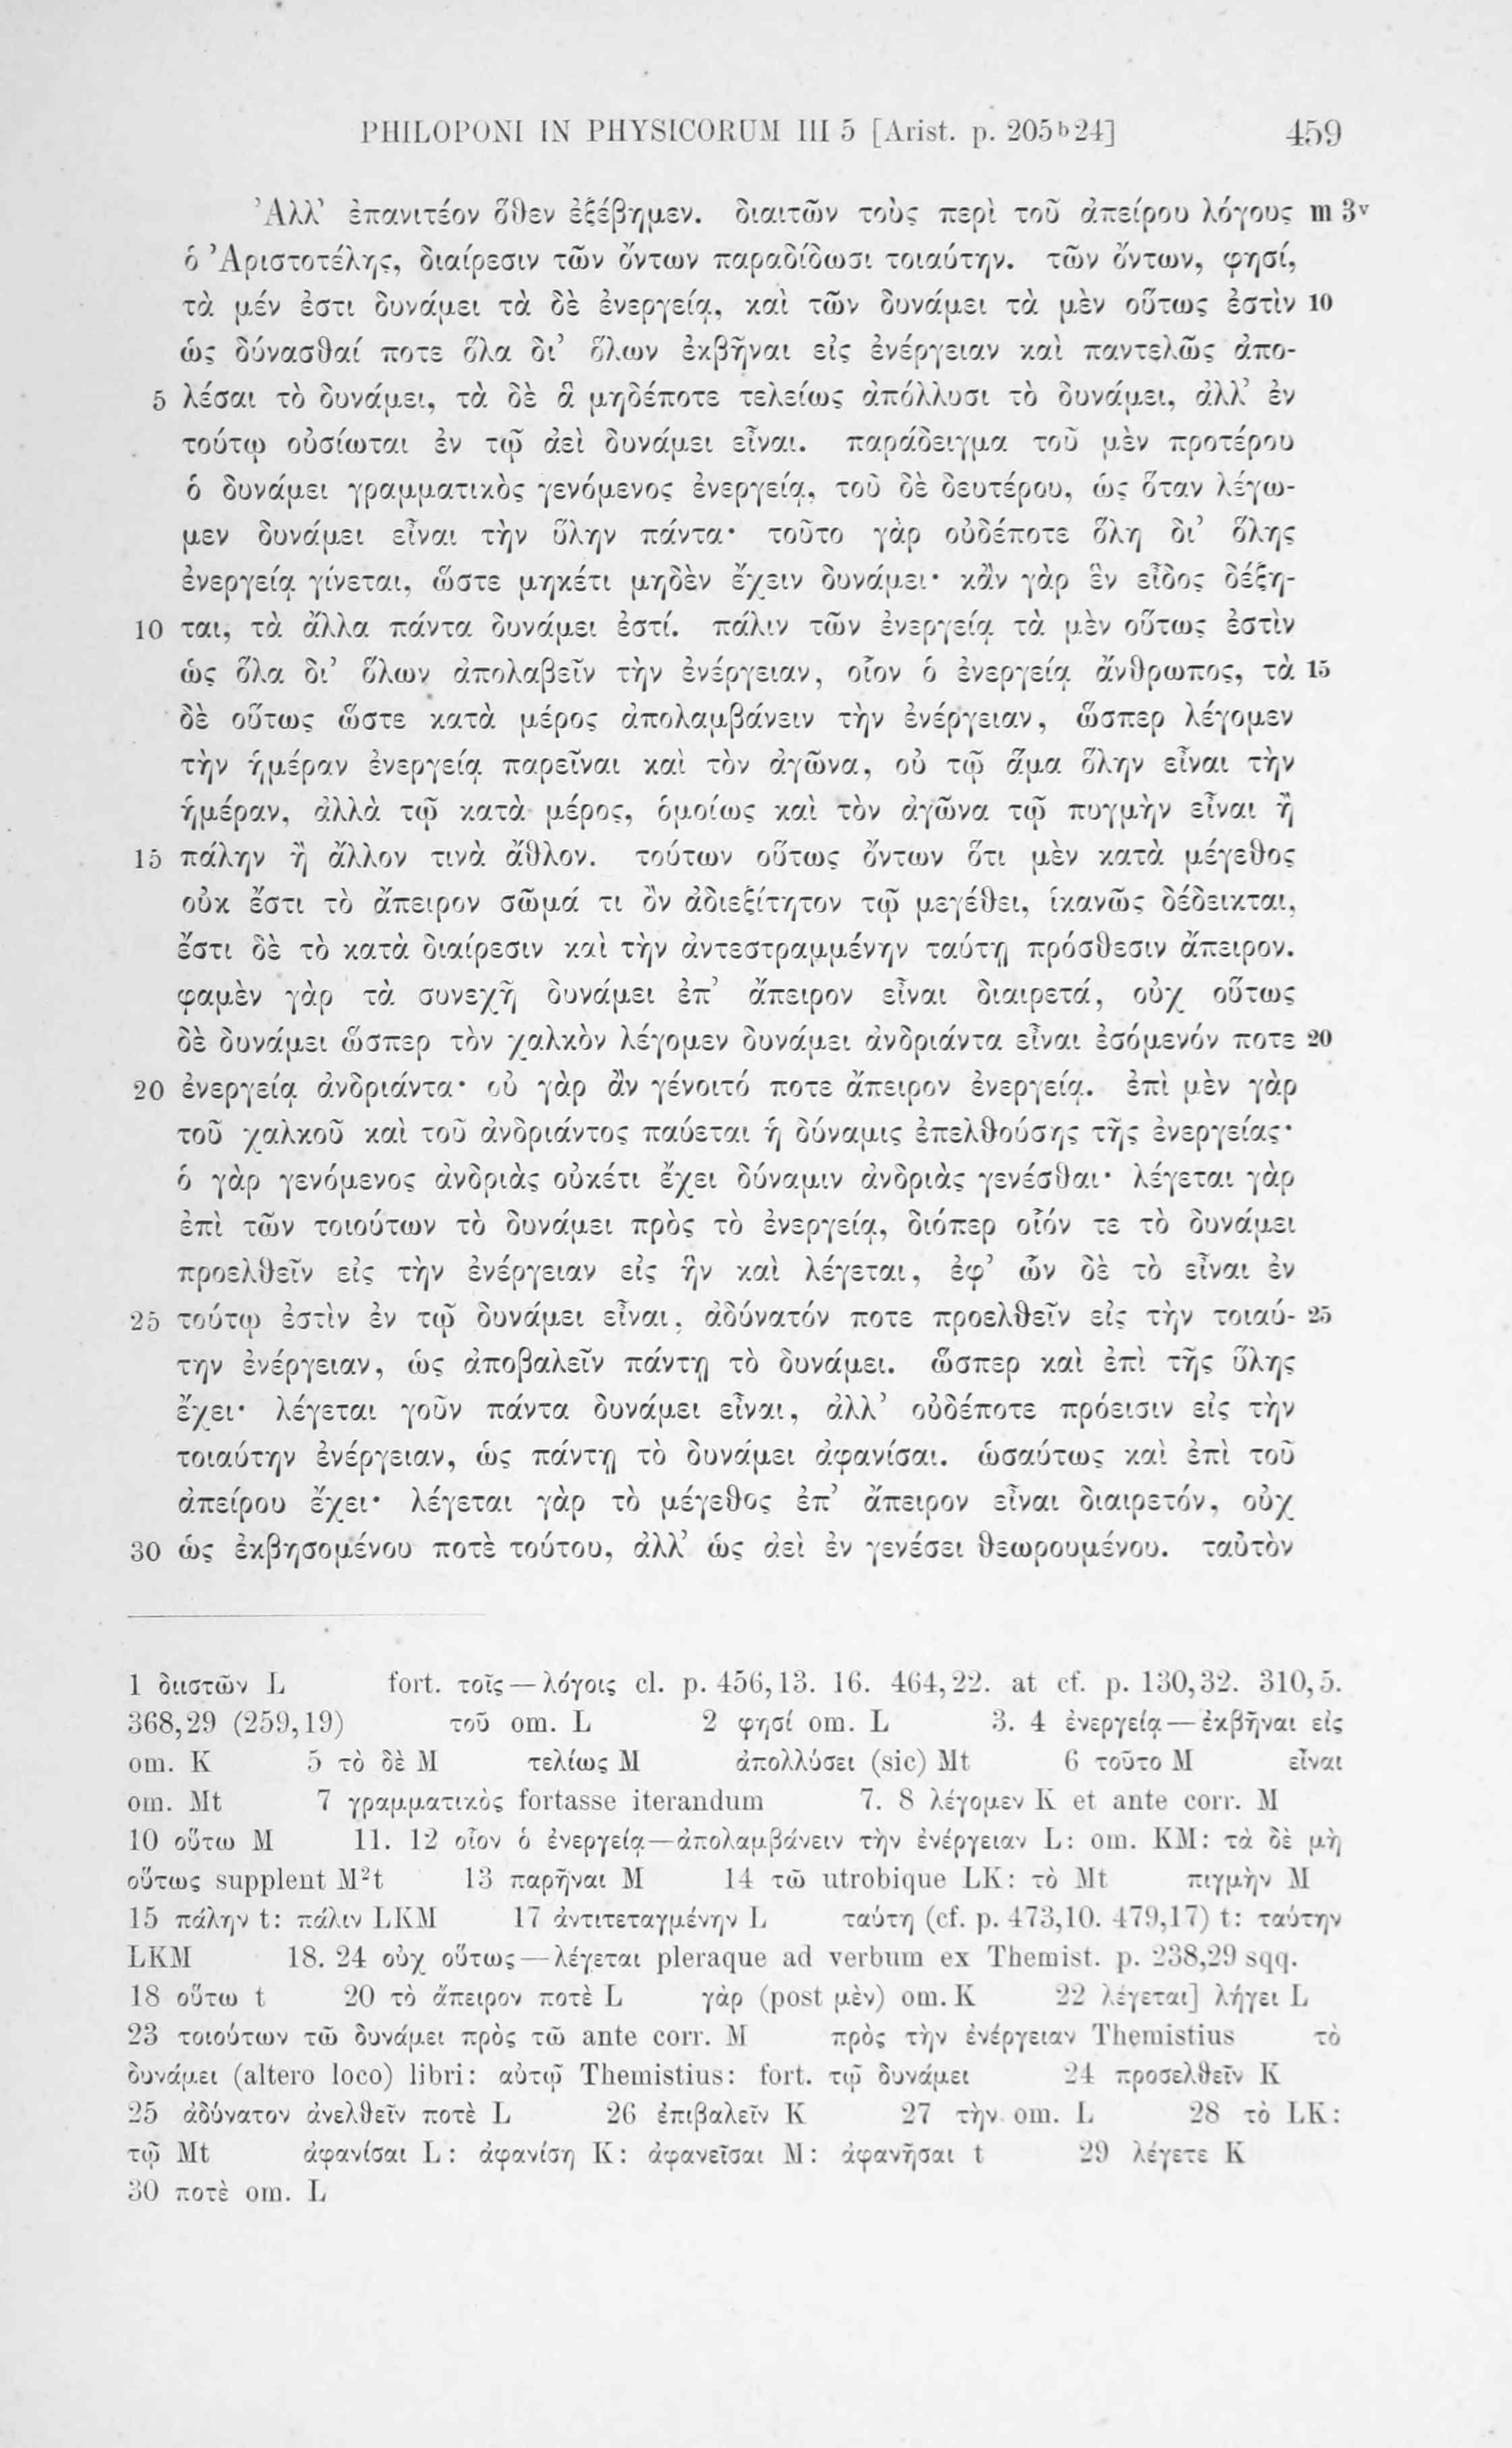 PHILOPONI IN PHYSICORUM III 5 [Arist. p. 205ᵇ24] 459
Ἀλλ’ ἐπανιτέον ὅθεν ἐξέβημεν. διαιτῶν τοὺς περὶ τοῦ ἀπείρου λόγους m 3ᵛ
ὁ Ἀριστοτέλης, διαίρεσιν τῶν ὄντων παραδίδωσι τοιαύτην. τῶν ὄντων, φησί,
τὰ μέν ἐστι δυνάμει τὰ δὲ ἐνεργείᾳ, καὶ τῶν δυνάμει τὰ μὲν οὕτως ἐστὶν 10
ὡς δύνασθαί ποτε ὅλα δι’ ὅλων ἐκβῆναι εἰς ἐνέργειαν καὶ παντελῶς ἀπο-
5 λέσαι τὸ δυνάμει, τὰ δὲ ἃ μηδέποτε τελείως ἀπόλλυσι τὸ δυνάμει, ἀλλ’ ἐν
τούτῳ οὐσίωται ἐν τῷ ἀεὶ δυνάμει εἶναι. παράδειγμα τοῦ μὲν προτέρου
ὁ δυνάμει γραμματικὸς γενόμενος ἐνεργείᾳ, τοῦ δὲ δευτέρου, ὡς ὅταν λέγω-
μεν δυνάμει εἶναι τὴν ὕλην πάντα· τοῦτο γὰρ οὐδέποτε ὅλη δι’ ὅλης
ἐνεργείᾳ γίνεται, ὥστε μηκέτι μηδὲν ἔχειν δυνάμει· κἂν γὰρ ἓν εἶδος δέξη-
10 ται, τὰ ἄλλα πάντα δυνάμει ἐστί. πάλιν τῶν ἐνεργείᾳ τὰ μὲν οὕτως ἐστὶν
ὡς ὅλα δι’ ὅλων ἀπολαβεῖν τὴν ἐνέργειαν, οἷον ὁ ἐνεργείᾳ ἄνθρωπος, τὰ 15
δὲ οὕτως ὥστε κατὰ μέρος ἀπολαμβάνειν τὴν ἐνέργειαν, ὥσπερ λέγομεν
τὴν ἡμέραν ἐνεργείᾳ παρεῖναι καὶ τὸν ἀγῶνα, οὐ τῷ ἅμα ὅλην εἶναι τὴν
ἡμέραν, ἀλλὰ τῷ κατὰ μέρος, ὁμοίως καὶ τὸν ἀγῶνα τῷ πυγμὴν εἶναι ἢ
15 πάλην ἢ ἄλλον τινὰ ἆθλον. τούτων οὕτως ὄντων ὅτι μὲν κατὰ μέγεθος
οὐκ ἔστι τὸ ἄπειρον σῶμά τι ὂν ἀδιεξίτητον τῷ μεγέθει, ἱκανῶς δέδεικται,
ἔστι δὲ τὸ κατὰ διαίρεσιν καὶ τὴν ἀντεστραμμένην ταύτῃ πρόσθεσιν ἄπειρον.
φαμὲν γὰρ τὰ συνεχῆ δυνάμει ἐπ’ ἄπειρον εἶναι διαιρετά, οὐχ οὕτως
δὲ δυνάμει ὥσπερ τὸν χαλκὸν λέγομεν δυνάμει ἀνδριάντα εἶναι ἐσόμενόν ποτε 20
20 ἐνεργείᾳ ἀνδριάντα· οὐ γὰρ ἂν γένοιτό ποτε ἄπειρον ἐνεργείᾳ. ἐπὶ μὲν γὰρ
τοῦ χαλκοῦ καὶ τοῦ ἀνδριάντος παύεται ἡ δύναμις ἐπελθούσης τῆς ἐνεργείας·
ὁ γὰρ γενόμενος ἀνδριὰς οὐκέτι ἔχει δύναμιν ἀνδριὰς γενέσθαι· λέγεται γὰρ
ἐπὶ τῶν τοιούτων τὸ δυνάμει πρὸς τὸ ἐνεργείᾳ, διόπερ οἷόν τε τὸ δυνάμει
προελθεῖν εἰς τὴν ἐνέργειαν εἰς ἣν καὶ λέγεται, ἐφ’ ὧν δὲ τὸ εἶναι ἐν
25 τούτῳ ἐστὶν ἐν τῷ δυνάμει εἶναι, ἀδύνατόν ποτε προελθεῖν εἰς τὴν τοιαύ- 25
την ἐνέργειαν, ὡς ἀποβαλεῖν πάντῃ τὸ δυνάμει. ὥσπερ καὶ ἐπὶ τῆς ὕλης
ἔχει· λέγεται γοῦν πάντα δυνάμει εἶναι, ἀλλ’ οὐδέποτε πρόεισιν εἰς τὴν
τοιαύτην ἐνέργειαν, ὡς πάντῃ τὸ δυνάμει ἀφανίσαι. ὡσαύτως καὶ ἐπὶ τοῦ
ἀπείρου ἔχει· λέγεται γὰρ τὸ μέγεθος ἐπ’ ἄπειρον εἶναι διαιρετόν, οὐχ
30 ὡς ἐκβησομένου ποτὲ τούτου, ἀλλ’ ὡς ἀεὶ ἐν γενέσει θεωρουμένου. ταὐτὸν
1 διιστῶν L fort. τοῖς — λόγοις cl. p. 456,13. 16. 464,22. at cf. p. 130,32. 310,5.
368,29 (259,19) τοῦ om. L 2 φησί om. L 3. 4 ἐνεργείᾳ — ἐκβῆναι εἰς
om. K 5 τὸ δὲ M τελίως M ἀπολλύσει (sic) Mt 6 τοῦτο M εἶναι
om. Mt 7 γραμματικὸς fortasse iterandum 7. 8 λέγομεν K et ante corr. M
10 οὕτω M 11. 12 οἷον ὁ ἐνεργείᾳ—ἀπολαμβάνειν τὴν ἐνέργειαν L: om. KM: τὰ δὲ μὴ
οὕτως supplent M²t 13 παρῆναι M 14 τῶ utrobique LK: τὸ Mt πιγμὴν M
15 πάλην t: πάλιν LKM 17 ἀντιτεταγμένην L ταύτη (cf. p. 473,10. 479,17) t: ταύτην
LKM 18. 24 οὐχ οὕτως—λέγεται pleraque ad verbum ex Themist. p. 238,29 sqq.
18 οὕτω t 20 τὸ ἄπειρον ποτὲ L γὰρ (post μὲν) om. K 22 λέγεται] λήγει L
23 τοιούτων τῶ δυνάμει πρὸς τῶ ante corr. M πρὸς τὴν ἐνέργειαν Themistius τὸ
δυνάμει (altero loco) libri: αὐτῷ Themistius: fort. τῷ δυνάμει 24 προσελθεῖν K
25 ἀδύνατον ἀνελθεῖν ποτὲ L 26 ἐπιβαλεῖν K 27 τὴν om. L 28 τὸ LK:
τῷ Mt ἀφανίσαι L: ἀφανίση K: ἀφανεῖσαι M: ἀφανῆσαι t 29 λέγετε K
30 ποτὲ om. L